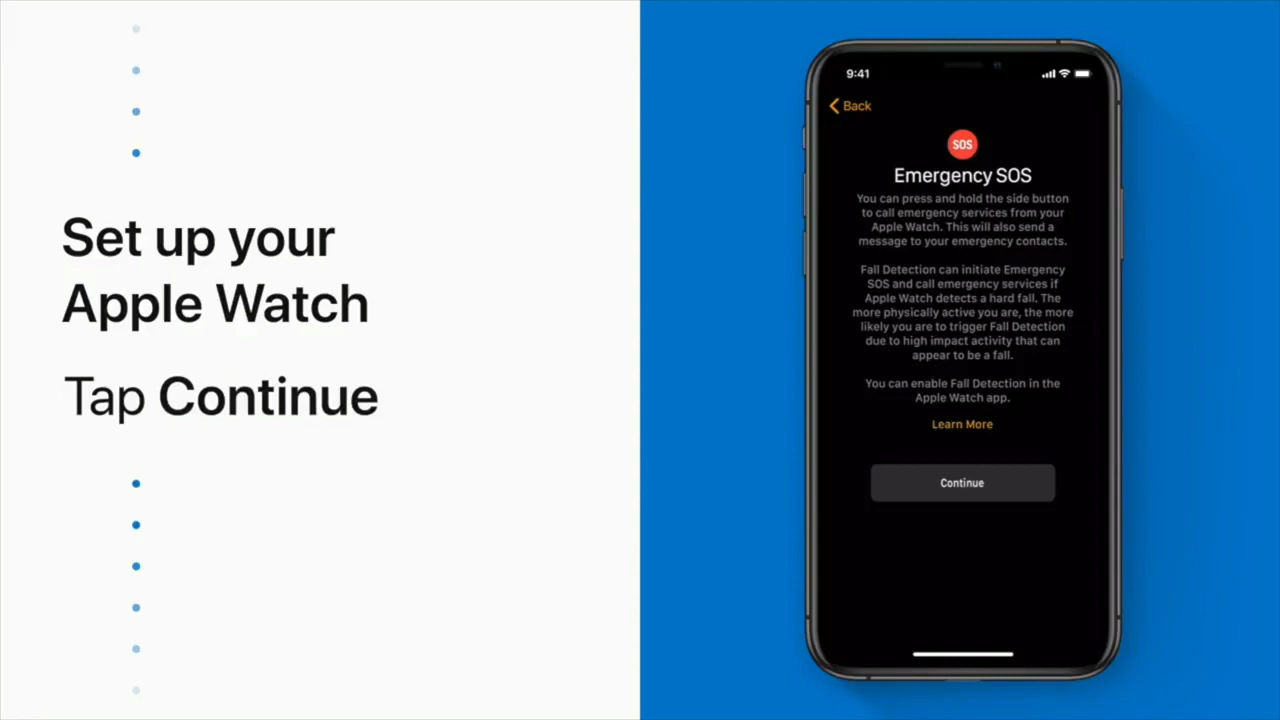 Set up your
Apple Watch
Tap Continue
9:41
Back
SOS
Emergency SOS
You can press and hold the side button
to call emergency services from your
Apple Watch. This will also send a
message to your emergency contacts.
Fall Detection can initiate Emergency
SOS and call emergency services if
Apple Watch detects a hard fall. The
more physically active you are, the more
likely you are to trigger Fall Detection
due to high impact activity that can
appear to be a fall.
You can enable Fall Detection in the
Apple Watch app.
Learn More
Continue